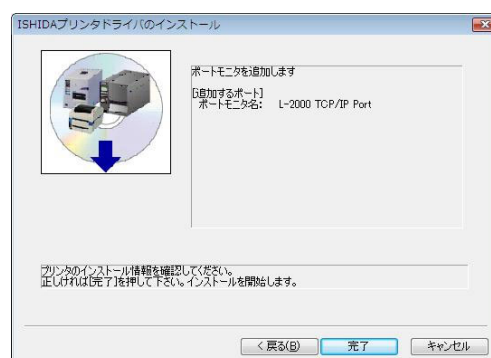 ISHIDAプリンタドライバのインストール
ポートモニタを追加します
[追加するポート]
ポートモニタ名: L-2000 TCP/IP Port
プリンタのインストール情報を確認してください。
正しければ[完了]を押して下さい。インストールを開始します。
< 戻る(B)
完了
キャンセル